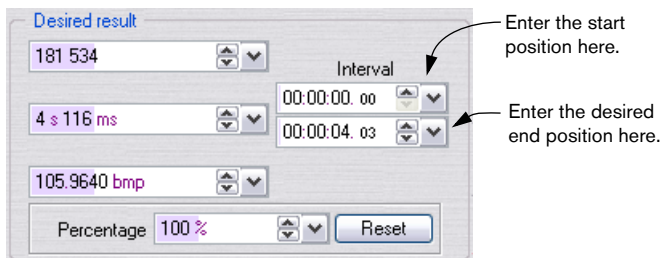 Desired result
181 534
4 s 116 ms
105.9640 bmp
Interval
00:00:00. 00
00:00:04. 03
Percentage 100 % Reset
Enter the start
position here.
Enter the desired
end position here.